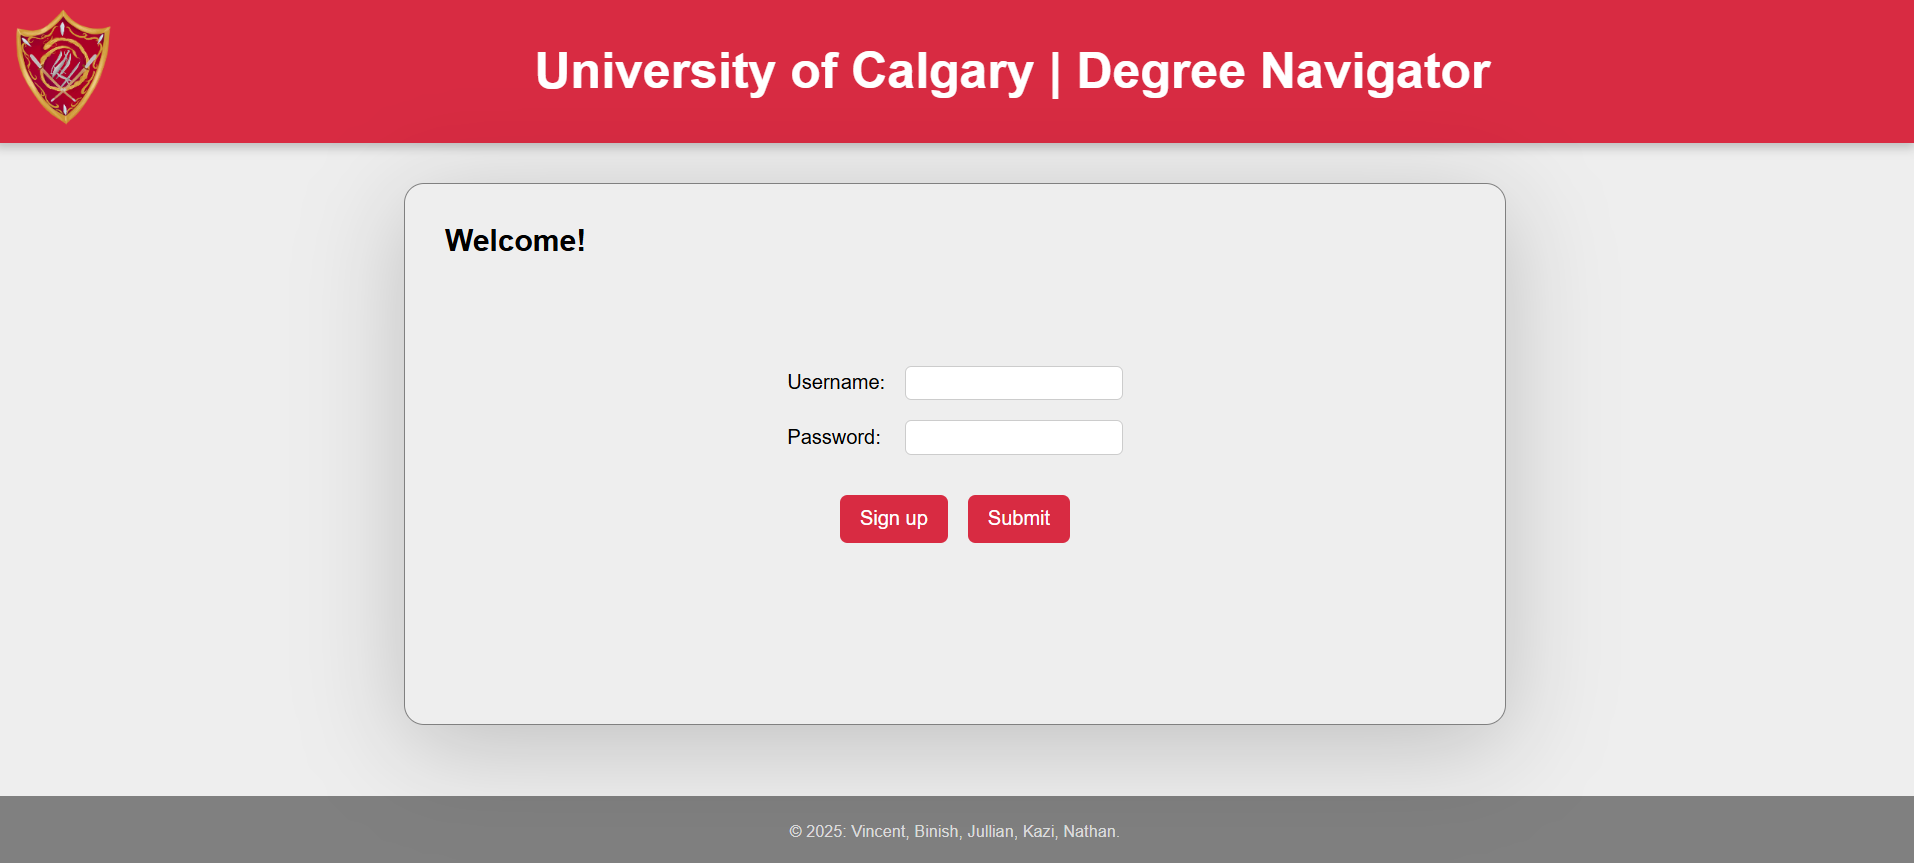 University of Calgary | Degree Navigator
Welcome!
Username:
Password:
Sign up
Submit
© 2025: Vincent, Binish, Jullian, Kazi, Nathan.